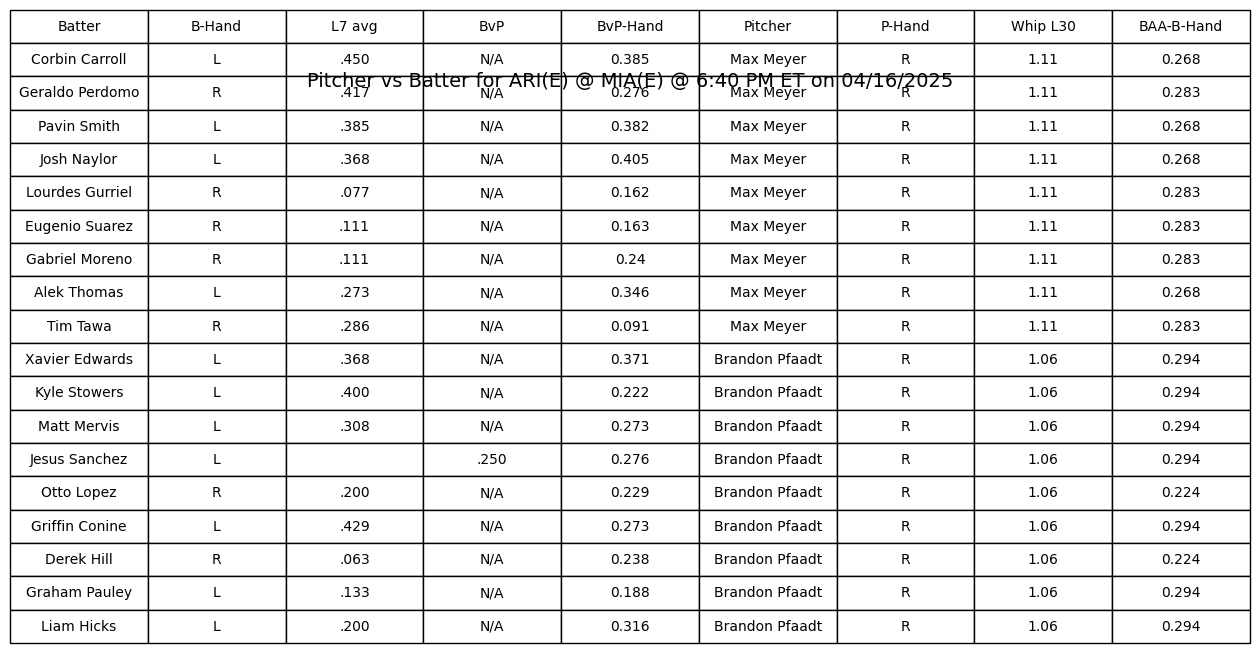 Batter B-Hand L7 avg BvP BvP-Hand Pitcher P-Hand Whip L30 BAA-B-Hand
Corbin Carroll L .450 N/A 0.385 Max Meyer R 1.11 0.268
Pitcher vs Batter for ARI(E) @ MIA(E) @ 6:40 PM ET on 04/16/2025
Geraldo Perdomo R .417 N/A 0.276 Max Meyer R 1.11 0.283
Pavin Smith L .385 N/A 0.382 Max Meyer R 1.11 0.268
Josh Naylor L .368 N/A 0.405 Max Meyer R 1.11 0.268
Lourdes Gurriel R .077 N/A 0.162 Max Meyer R 1.11 0.283
Eugenio Suarez R .111 N/A 0.163 Max Meyer R 1.11 0.283
Gabriel Moreno R .111 N/A 0.24 Max Meyer R 1.11 0.283
Alek Thomas L .273 N/A 0.346 Max Meyer R 1.11 0.268
Tim Tawa R .286 N/A 0.091 Max Meyer R 1.11 0.283
Xavier Edwards L .368 N/A 0.371 Brandon Pfaadt R 1.06 0.294
Kyle Stowers L .400 N/A 0.222 Brandon Pfaadt R 1.06 0.294
Matt Mervis L .308 N/A 0.273 Brandon Pfaadt R 1.06 0.294
Jesus Sanchez L .250 0.276 Brandon Pfaadt R 1.06 0.294
Otto Lopez R .200 N/A 0.229 Brandon Pfaadt R 1.06 0.224
Griffin Conine L .429 N/A 0.273 Brandon Pfaadt R 1.06 0.294
Derek Hill R .063 N/A 0.238 Brandon Pfaadt R 1.06 0.224
Graham Pauley L .133 N/A 0.188 Brandon Pfaadt R 1.06 0.294
Liam Hicks L .200 N/A 0.316 Brandon Pfaadt R 1.06 0.294